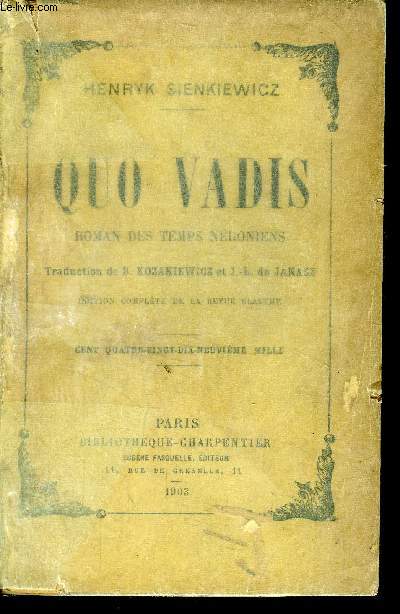 Le-livre.com
HENRYK SIENKIEWICZ
QUO VADIS
ROMAN DES TEMPS NÉRONIENS
Traduction de B. KOZAKIEWICZ et J.-L. de JANASZ
ÉDITION COMPLÈTE DE LA REVUE BLANCHE
CENT QUATRE-VINGT-DIX-NEUVIÈME MILLE
PARIS
BIBLIOTHÈQUE-CHARPENTIER
EUGÈNE FASQUELLE, ÉDITEUR
11, RUE DE GRENELLE, 11
1903